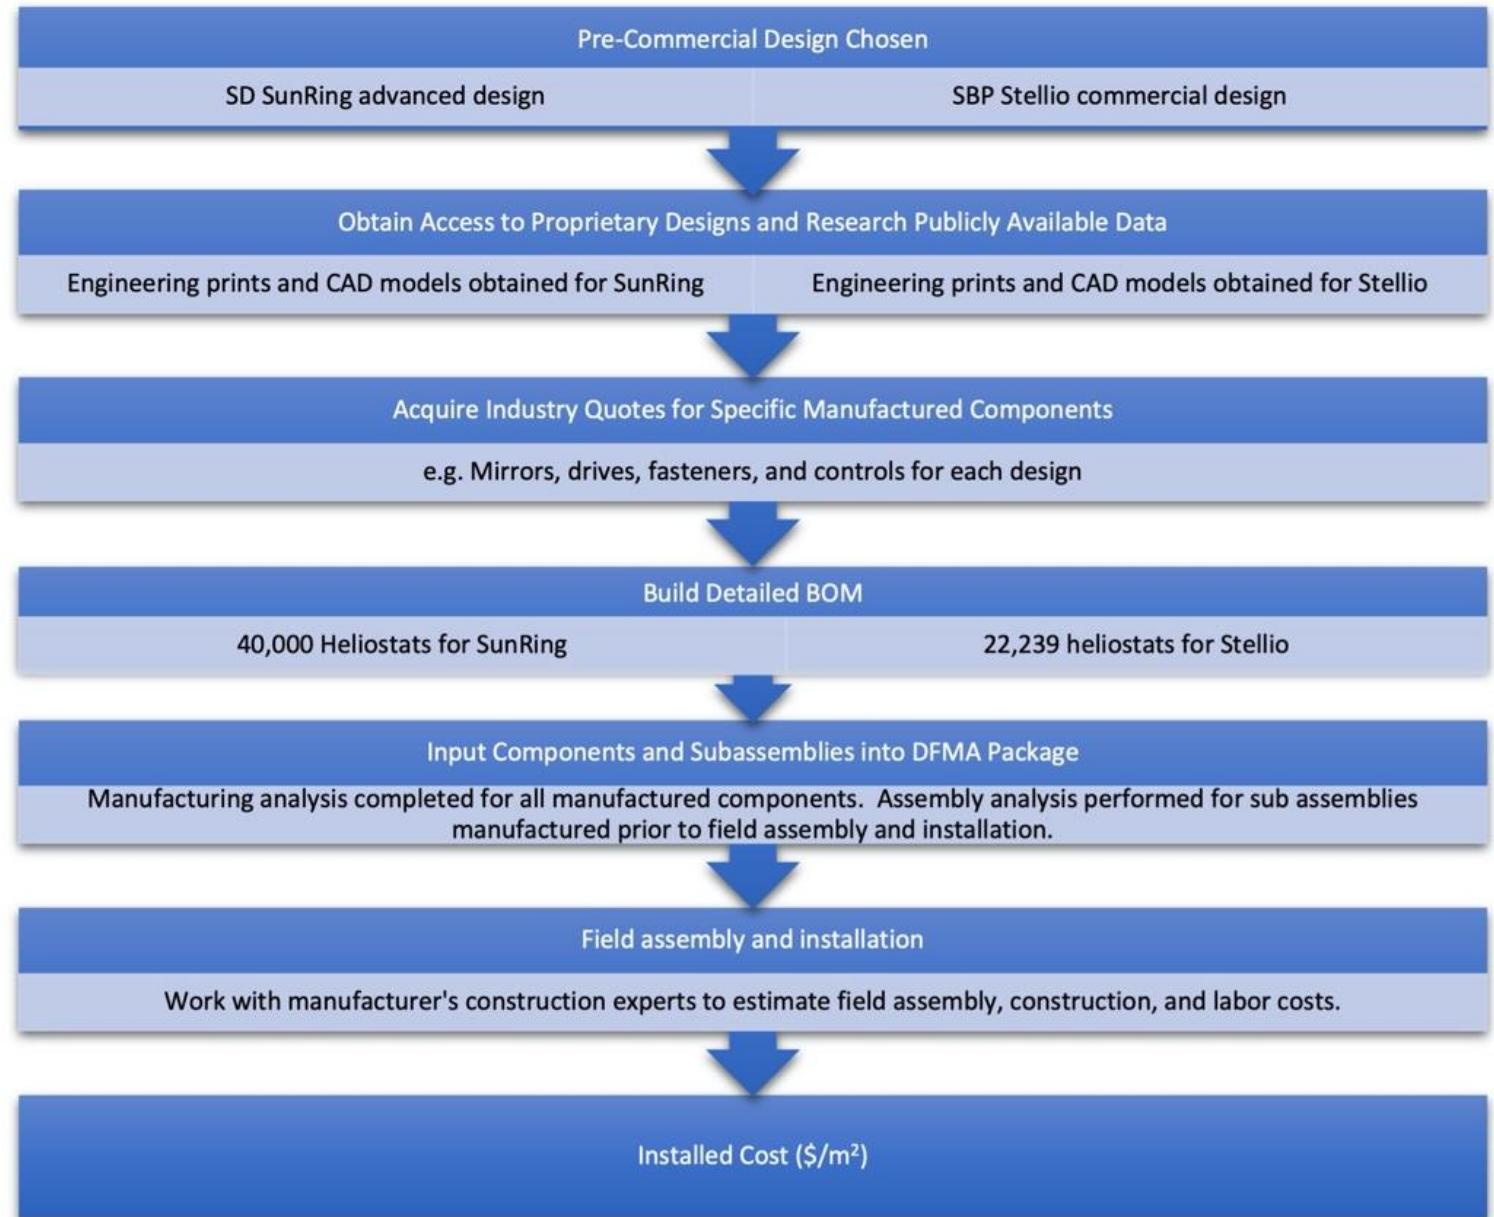 Pre-Commercial Design Chosen
SD SunRing advanced design
SBP Stellio commercial design
Obtain Access to Proprietary Designs and Research Publicly Available Data
Engineering prints and CAD models obtained for SunRing
Engineering prints and CAD models obtained for Stellio
Acquire Industry Quotes for Specific Manufactured Components
e.g. Mirrors, drives, fasteners, and controls for each design
Build Detailed BOM
40,000 Heliostats for SunRing
22,239 heliostats for Stellio
Input Components and Subassemblies into DFMA Package
Manufacturing analysis completed for all manufactured components.  Assembly analysis performed for sub assemblies
manufactured prior to field assembly and installation.
Field assembly and installation
Work with manufacturer's construction experts to estimate field assembly, construction, and labor costs.
Installed Cost ($/m²)